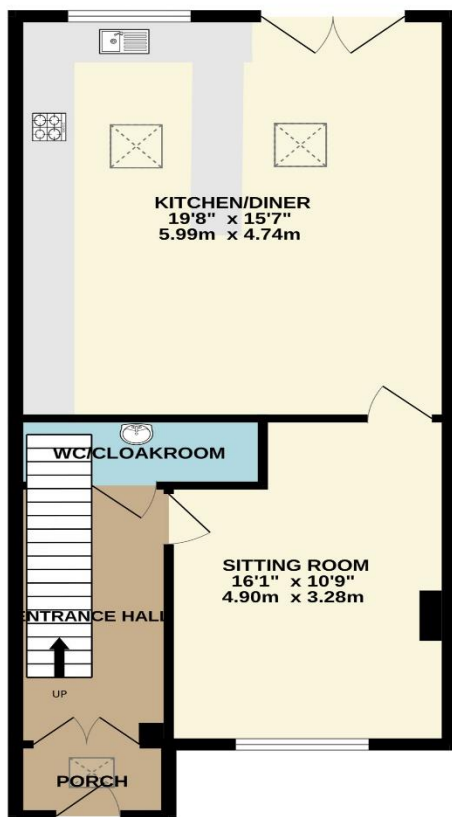 KITCHEN/DINER
19'8" x 15'7"
5.99m x 4.74m
WC/CLOAKROOM
SITTING ROOM
16'1" x 10'9"
4.90m x 3.28m
ENTRANCE HALL
UP
PORCH